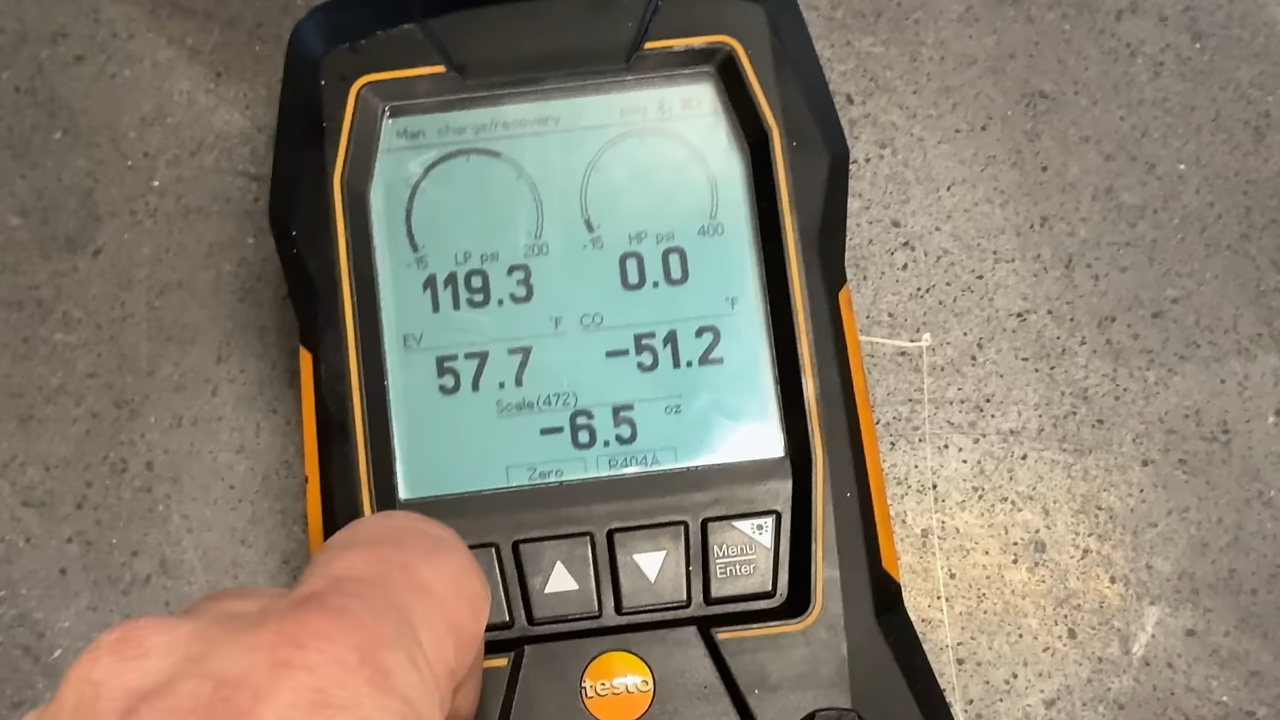 Man charge/recovery psig
-15 LP psi 200 -15 HP psi 400
119.3 0.0
EV °F CO °F
57.7 -51.2
Scale(472) oz
-6.5
Zero R404A
Menu
Enter
testo